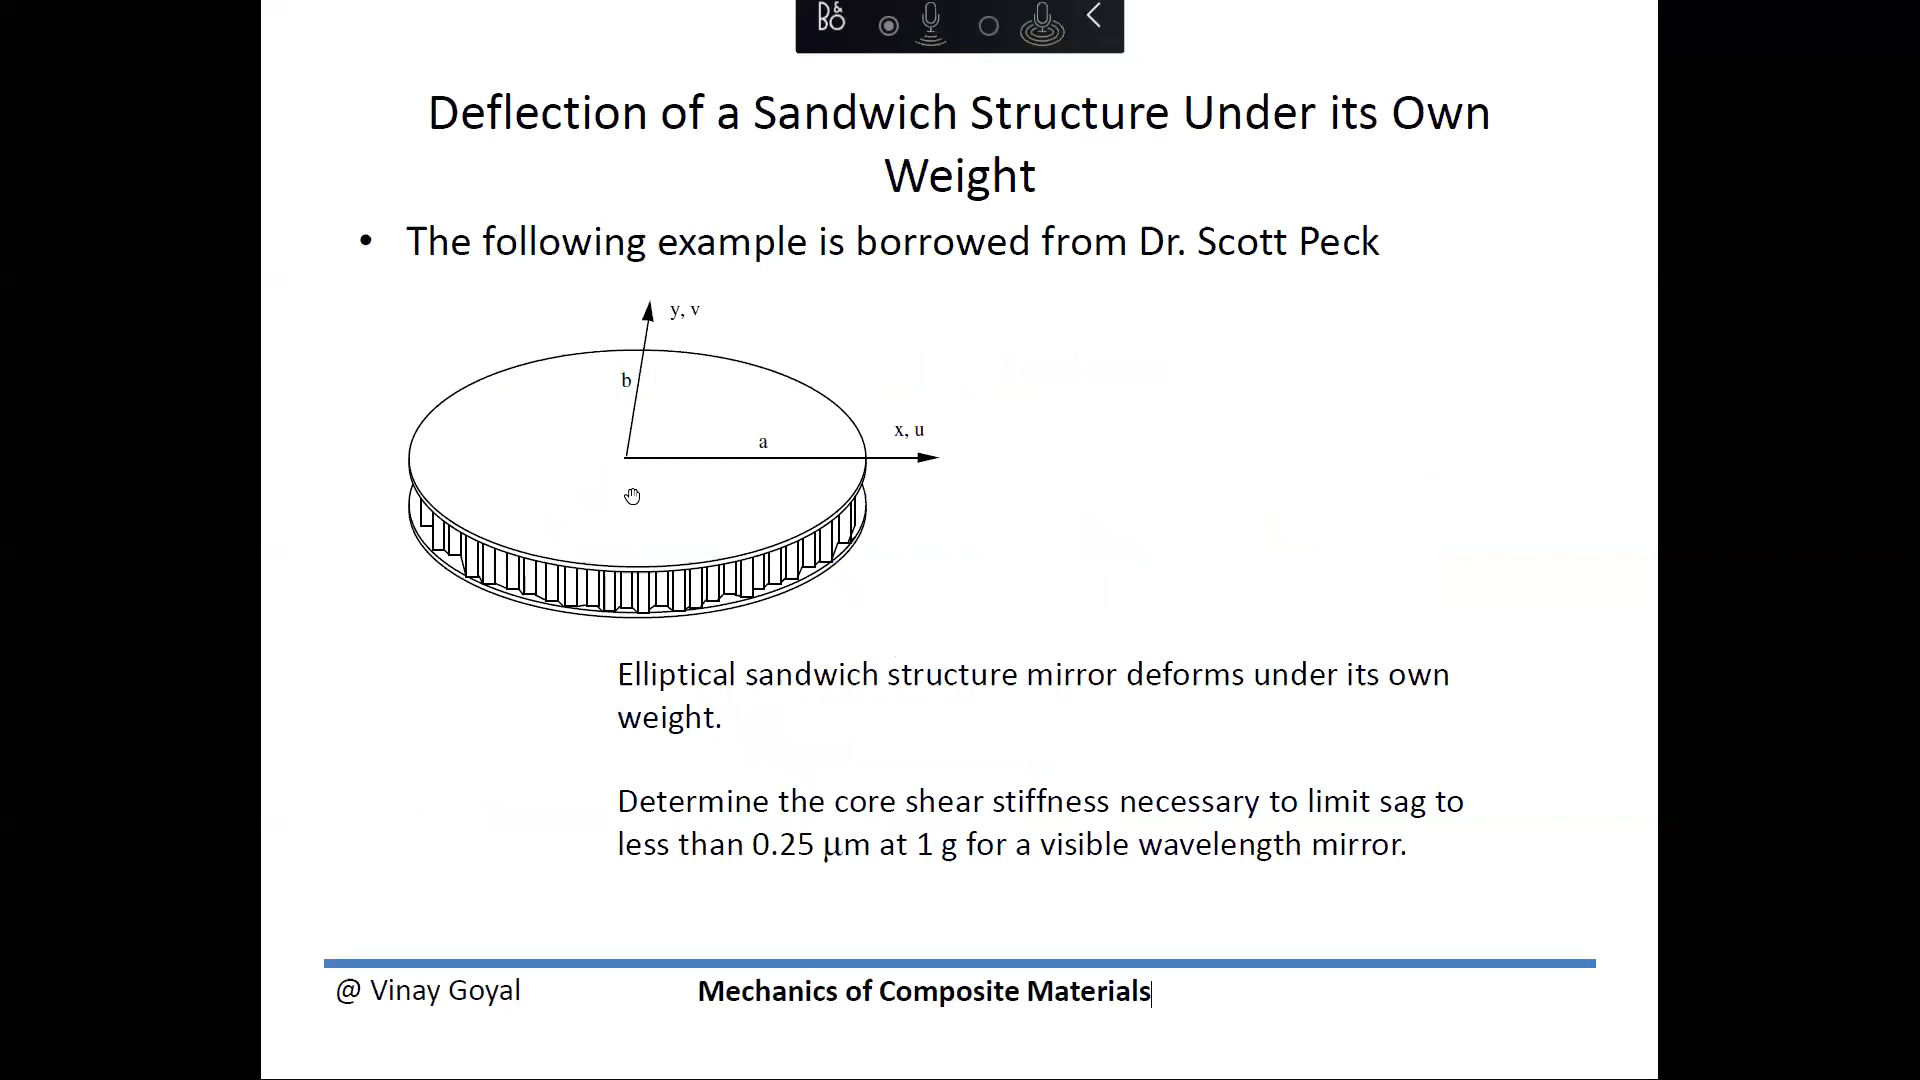 B&O
Deflection of a Sandwich Structure Under its Own
Weight
• The following example is borrowed from Dr. Scott Peck
y, v
b
x, u
a
Elliptical sandwich structure mirror deforms under its own
weight.
Determine the core shear stiffness necessary to limit sag to
less than 0.25 μm at 1 g for a visible wavelength mirror.
@ Vinay Goyal
Mechanics of Composite Materials